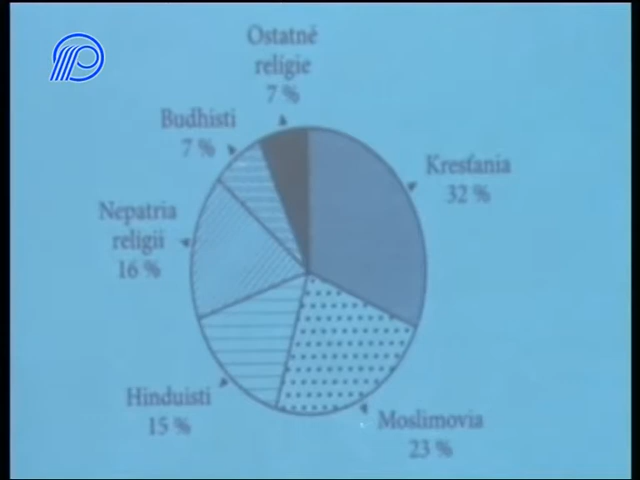 Ostatné
religie
7 %
Budhisti
7 %
Kresťania
32 %
Nepatria
religii
16 %
Hinduisti
15 %
Moslimovia
23 %